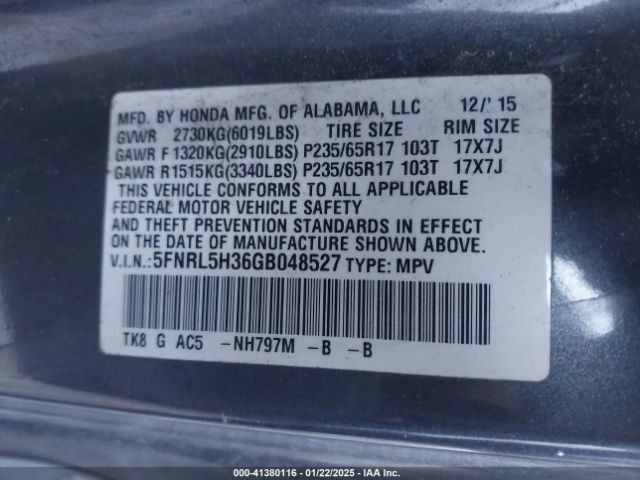 MFD. BY HONDA MFG. OF ALABAMA, LLC 12/'15
GVWR 2730KG(6019LBS) TIRE SIZE RIM SIZE
GAWR F1320KG(2910LBS) P235/65R17 103T 17X7J
GAWR R1515KG(3340LBS) P235/65R17 103T 17X7J
THIS VEHICLE CONFORMS TO ALL APPLICABLE
FEDERAL MOTOR VEHICLE SAFETY
AND THEFT PREVENTION STANDARDS IN EFFECT
ON THE DATE OF MANUFACTURE SHOWN ABOVE.
V.I.N.:5FNRL5H36GB048527 TYPE: MPV
TK8 G AC5 -NH797M -B -B
000-41380116 - 01/22/2025 - IAA Inc.